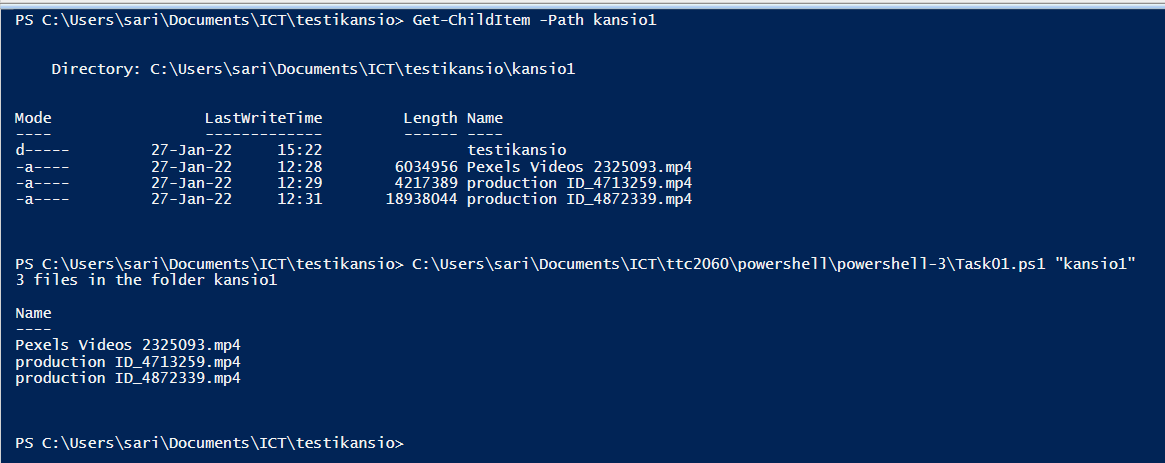 PS C:\Users\sari\Documents\ICT\testikansio> Get-ChildItem -Path kansio1
Directory: C:\Users\sari\Documents\ICT\testikansio\kansio1
Mode                 LastWriteTime         Length Name
----                 -------------         ------ ----
d-----         27-Jan-22     15:22                testikansio
-a----         27-Jan-22     12:28        6034956 Pexels Videos 2325093.mp4
-a----         27-Jan-22     12:29        4217389 production ID_4713259.mp4
-a----         27-Jan-22     12:31       18938044 production ID_4872339.mp4
PS C:\Users\sari\Documents\ICT\testikansio> C:\Users\sari\Documents\ICT\ttc2060\powershell\powershell-3\Task01.ps1 "kansio1"
3 files in the folder kansio1
Name
----
Pexels Videos 2325093.mp4
production ID_4713259.mp4
production ID_4872339.mp4
PS C:\Users\sari\Documents\ICT\testikansio>